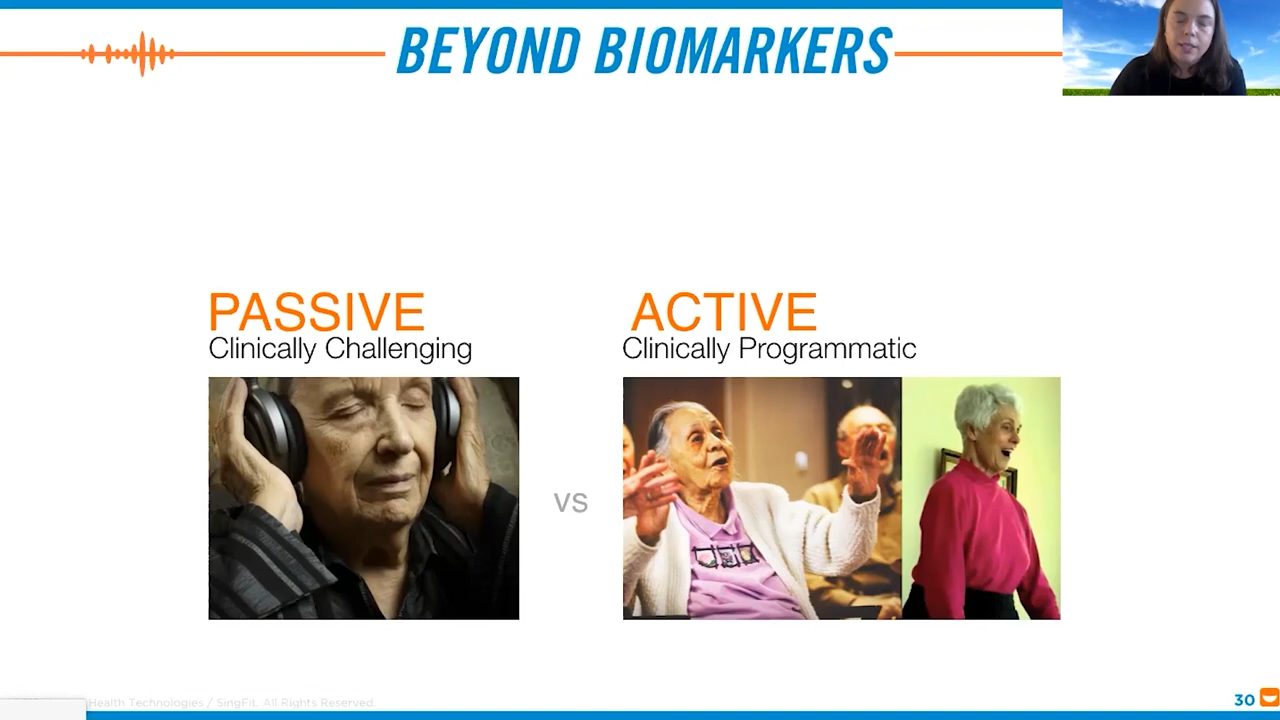 BEYOND BIOMARKERS
PASSIVE
Clinically Challenging
ACTIVE
Clinically Programmatic
vs
Health Technologies / SingFit. All Rights Reserved.
30